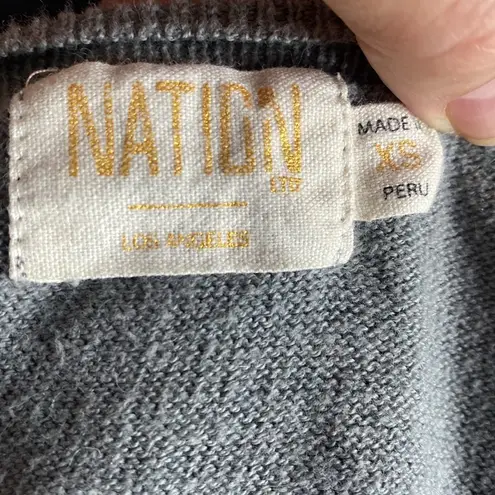 NATION
LTD
LOS ANGELES
MADE IN
XS
PERU